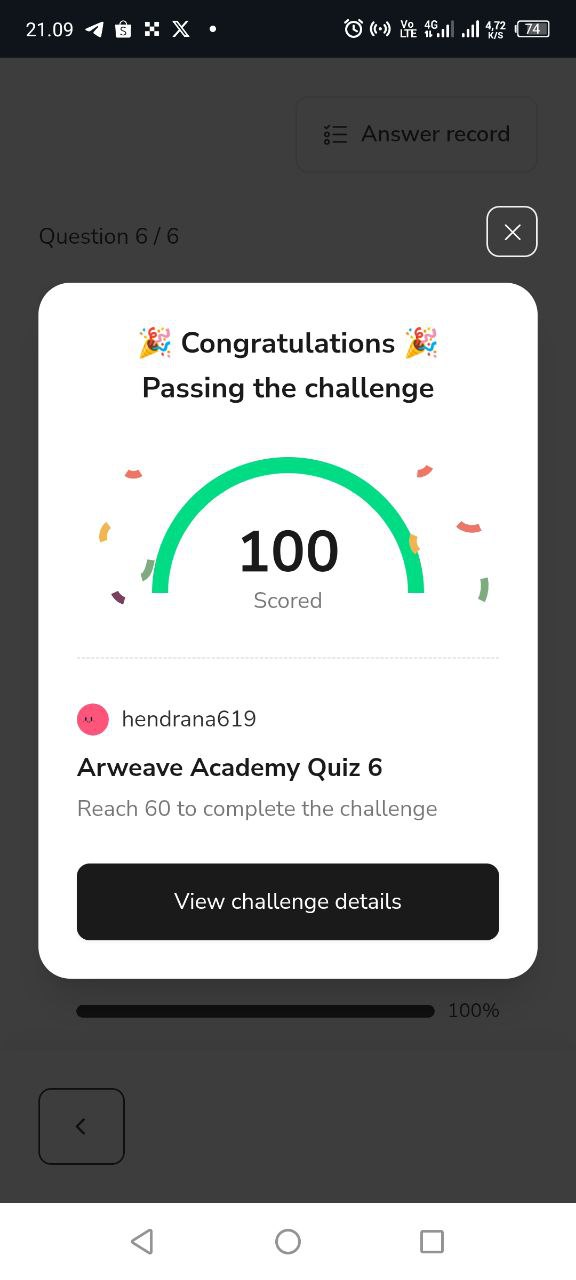 21.09
Vo LTE 4G 4,72 K/S 74
Answer record
Question 6 / 6
🎉 Congratulations 🎉
Passing the challenge
100
Scored
hendrana619
Arweave Academy Quiz 6
Reach 60 to complete the challenge
View challenge details
100%